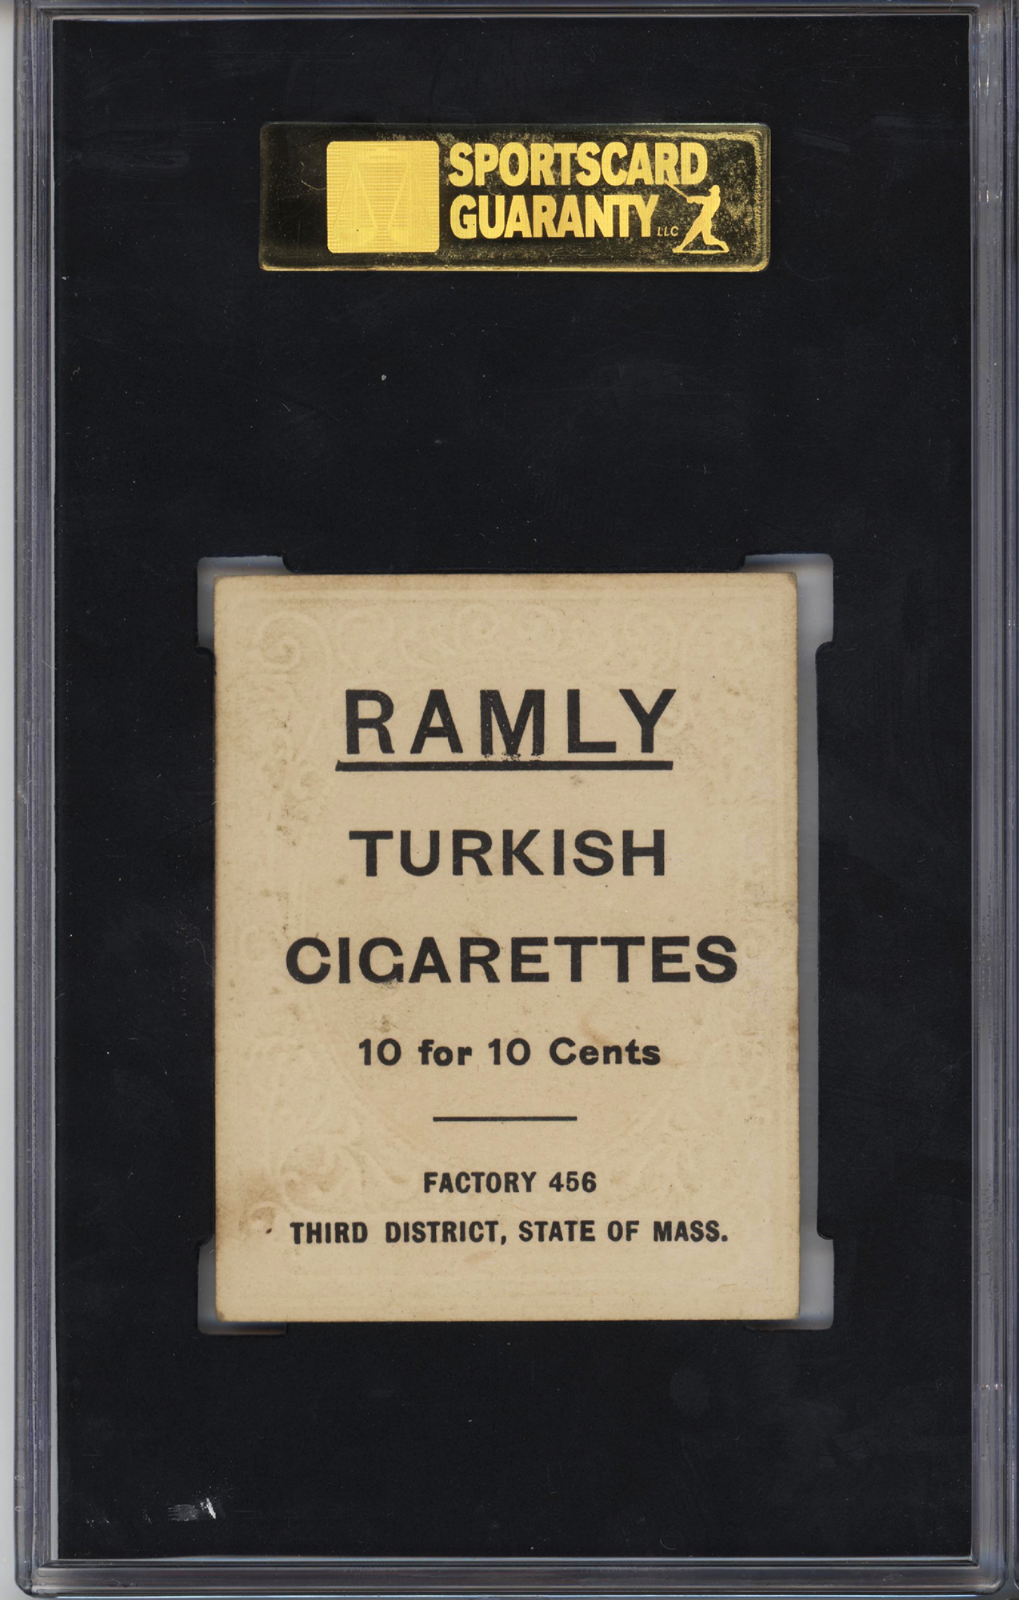 SPORTSCARD
GUARANTY LLC
RAMLY
TURKISH
CIGARETTES
10 for 10 Cents
FACTORY 456
THIRD DISTRICT, STATE OF MASS.